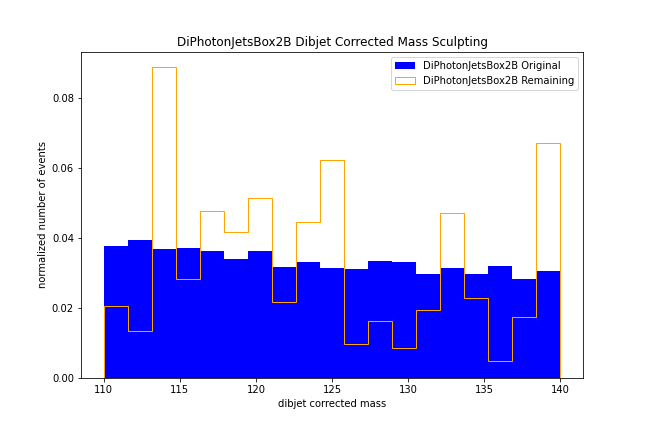 DiPhotonJetsBox2B Dibjet Corrected Mass Sculpting
DiPhotonJetsBox2B Original
DiPhotonJetsBox2B Remaining
normalized number of events
0.08
0.06
0.04
0.02
0.00
110 115 120 125 130 135 140
dibjet corrected mass